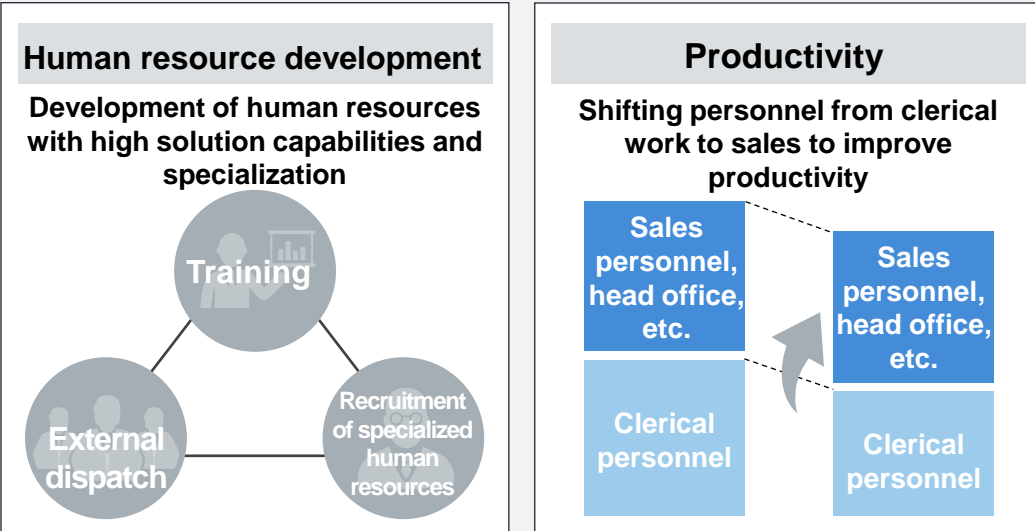 Human resource development
Development of human resources
with high solution capabilities and
specialization
Training
External
dispatch
Recruitment
of specialized
human
resources
Productivity
Shifting personnel from clerical
work to sales to improve
productivity
Sales
personnel,
head office,
etc.
Clerical
personnel
Sales
personnel,
head office,
etc.
Clerical
personnel